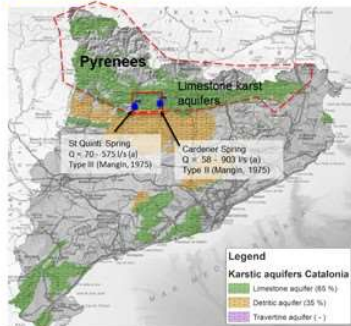 Pyrenees
Limestone karst
aquifers
St Quintí Spring
Q = 70 - 575 l/s (a)
Type III (Mangin, 1975)
Cardener Spring
Q = 58 - 903 l/s (a)
Type II (Mangin, 1975)
Legend
Karstic aquifers Catalonia
Limestone aquifer (65 %)
Detritic aquifer (35 %)
Travertine aquifer ( - )